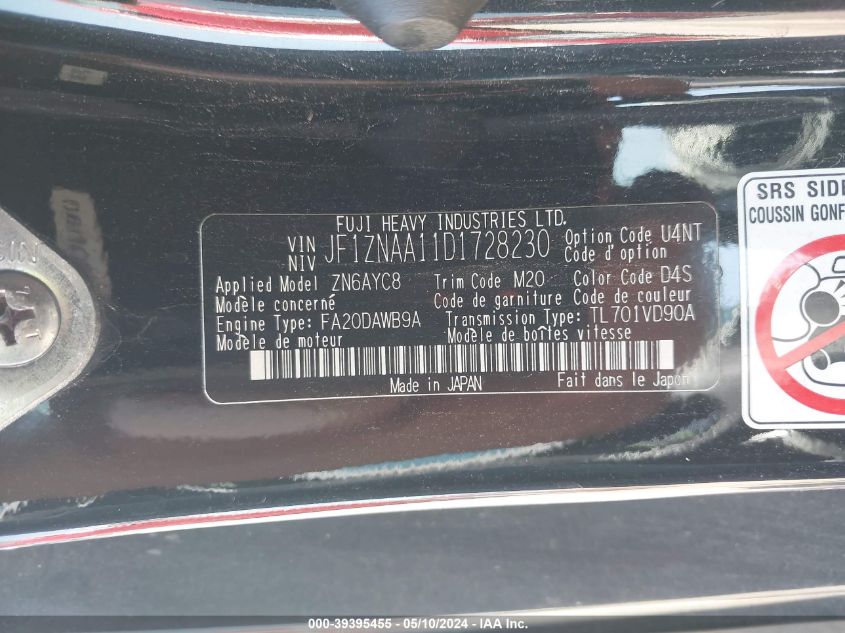 FUJI HEAVY INDUSTRIES LTD.
VIN NIV JF1ZNAA11D1728230 Option Code U4NT
Code d'option
Applied Model ZN6AYC8 Trim Code M20 Color Code D4S
Modèle concerné Code de garniture Code de couleur
Engine Type: FA20DAWB9A Transmission Type: TL701VD90A
Modèle de moteur Modèle de boîtes vitesse
Made in JAPAN Fait dans le Japon
SRS SIDE
COUSSIN GONF
000-39395455 - 05/10/2024 - IAA Inc.